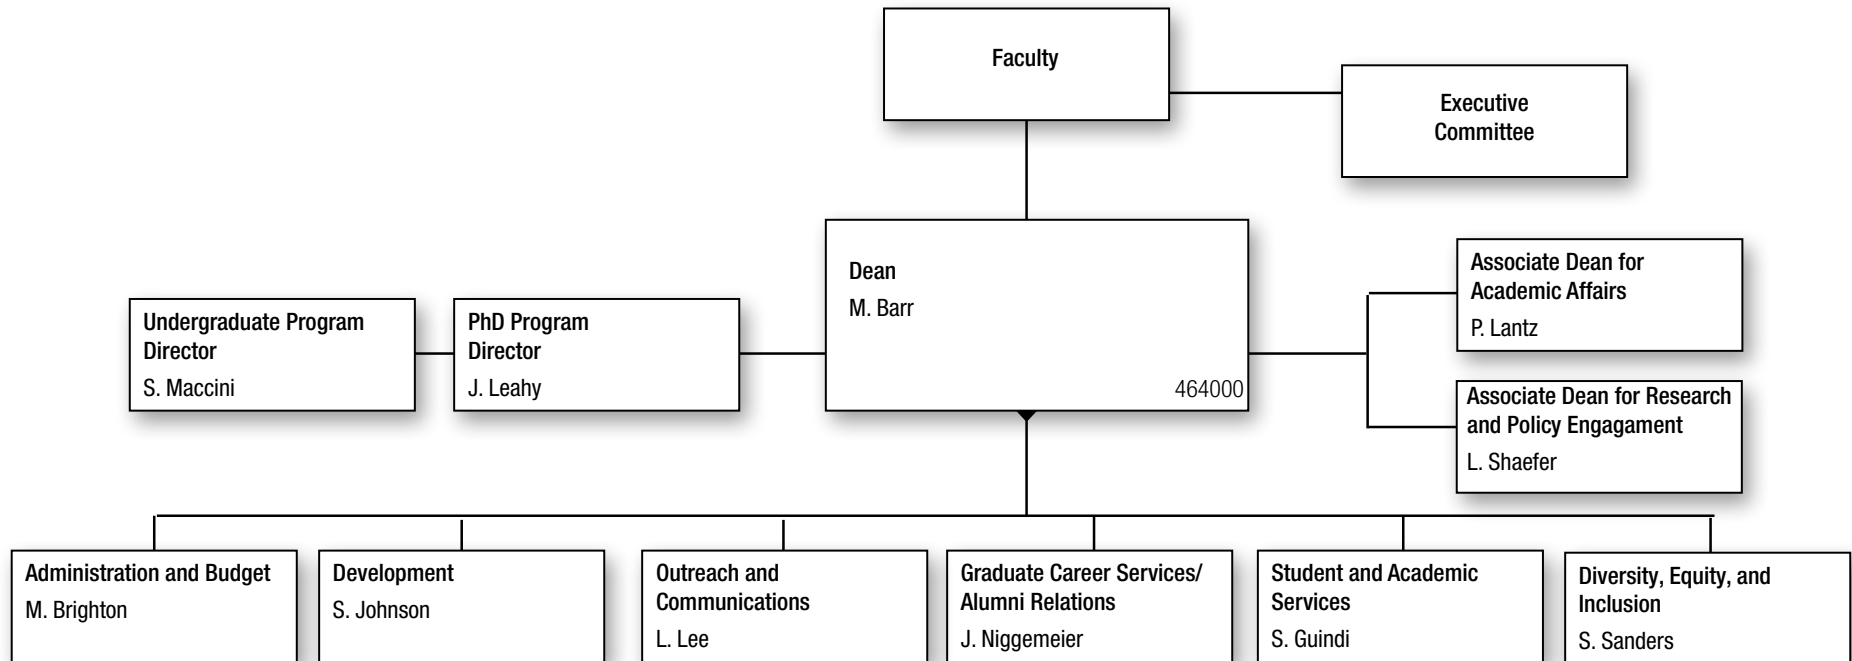 Faculty
Executive
Committee
Dean
M. Barr
464000
Undergraduate Program
Director
S. Maccini
PhD Program
Director
J. Leahy
Associate Dean for
Academic Affairs
P. Lantz
Associate Dean for Research
and Policy Engagament
L. Shaefer
Administration and Budget
M. Brighton
Development
S. Johnson
Outreach and
Communications
L. Lee
Graduate Career Services/
Alumni Relations
J. Niggemeier
Student and Academic
Services
S. Guindi
Diversity, Equity, and
Inclusion
S. Sanders